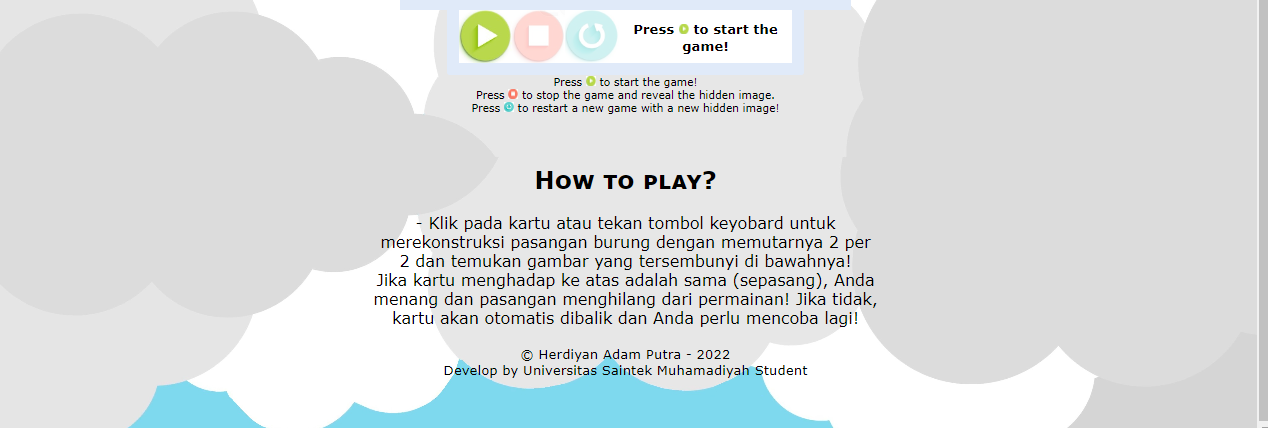 Press to start the
game!
Press to start the game!
Press to stop the game and reveal the hidden image.
Press to restart a new game with a new hidden image!
How to play?
- Klik pada kartu atau tekan tombol keyobard untuk
merekonstruksi pasangan burung dengan memutarnya 2 per
2 dan temukan gambar yang tersembunyi di bawahnya!
Jika kartu menghadap ke atas adalah sama (sepasang), Anda
menang dan pasangan menghilang dari permainan! Jika tidak,
kartu akan otomatis dibalik dan Anda perlu mencoba lagi!
© Herdiyan Adam Putra - 2022
Develop by Universitas Saintek Muhamadiyah Student